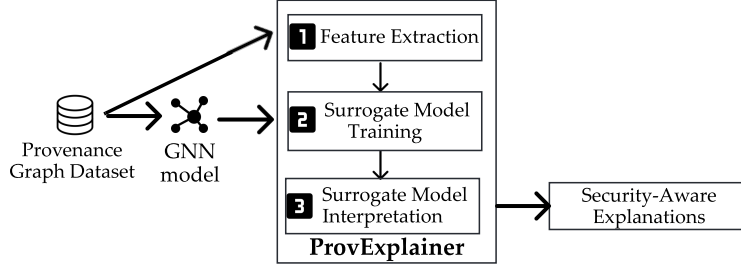 1 Feature Extraction
2 Surrogate Model
Training
Provenance
Graph Dataset
GNN
model
3 Surrogate Model
Interpretation
ProvExplainer
Security-Aware
Explanations